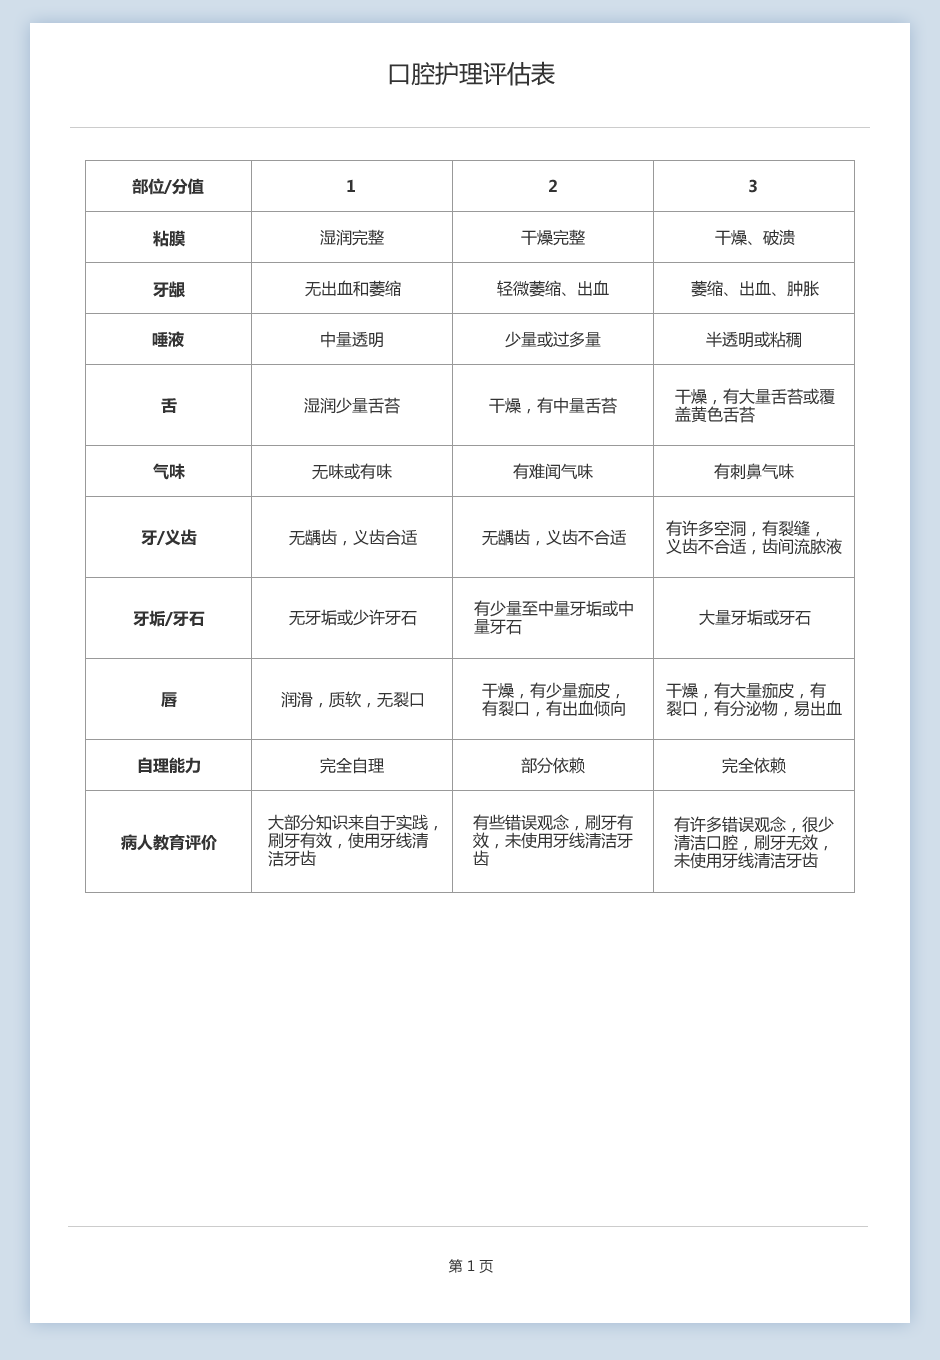 口腔护理评估表
部位/分值 1 2 3
粘膜 湿润完整 干燥完整 干燥、破溃
牙龈 无出血和萎缩 轻微萎缩、出血 萎缩、出血、肿胀
唾液 中量透明 少量或过多量 半透明或粘稠
舌 湿润少量舌苔 干燥，有中量舌苔 干燥，有大量舌苔或覆
盖黄色舌苔
气味 无味或有味 有难闻气味 有刺鼻气味
牙/义齿 无龋齿，义齿合适 无龋齿，义齿不合适 有许多空洞，有裂缝，
义齿不合适，齿间流脓液
牙垢/牙石 无牙垢或少许牙石 有少量至中量牙垢或中
量牙石 大量牙垢或牙石
唇 润滑，质软，无裂口 干燥，有少量痂皮，
有裂口，有出血倾向 干燥，有大量痂皮，有
裂口，有分泌物，易出血
自理能力 完全自理 部分依赖 完全依赖
病人教育评价 大部分知识来自于实践，
刷牙有效，使用牙线清
洁牙齿 有些错误观念，刷牙有
效，未使用牙线清洁牙
齿 有许多错误观念，很少
清洁口腔，刷牙无效，
未使用牙线清洁牙齿
第 1 页